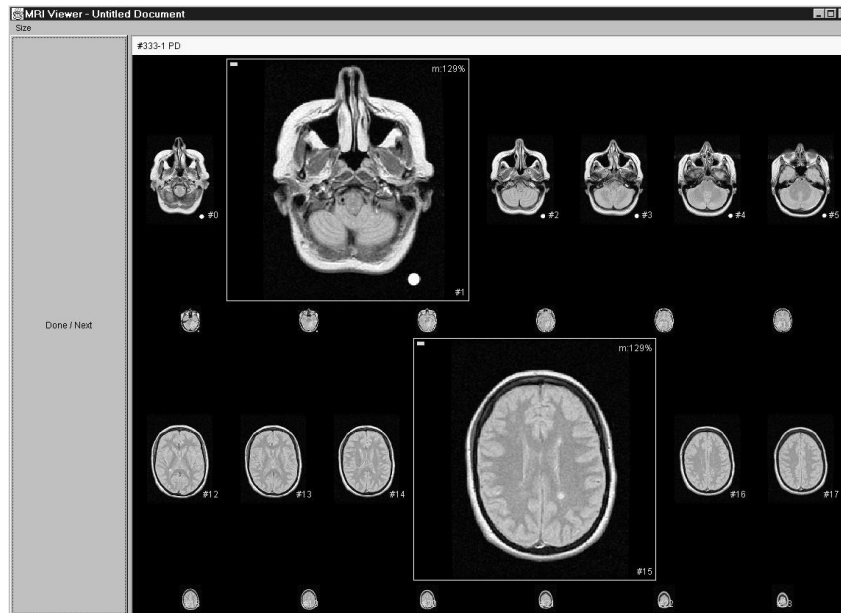 MRI Viewer - Untitled Document
Size
#333-1 PD
m:129%
#0
#1
#2
#3
#4
#5
Done / Next
m:129%
#12
#13
#14
#15
#16
#17